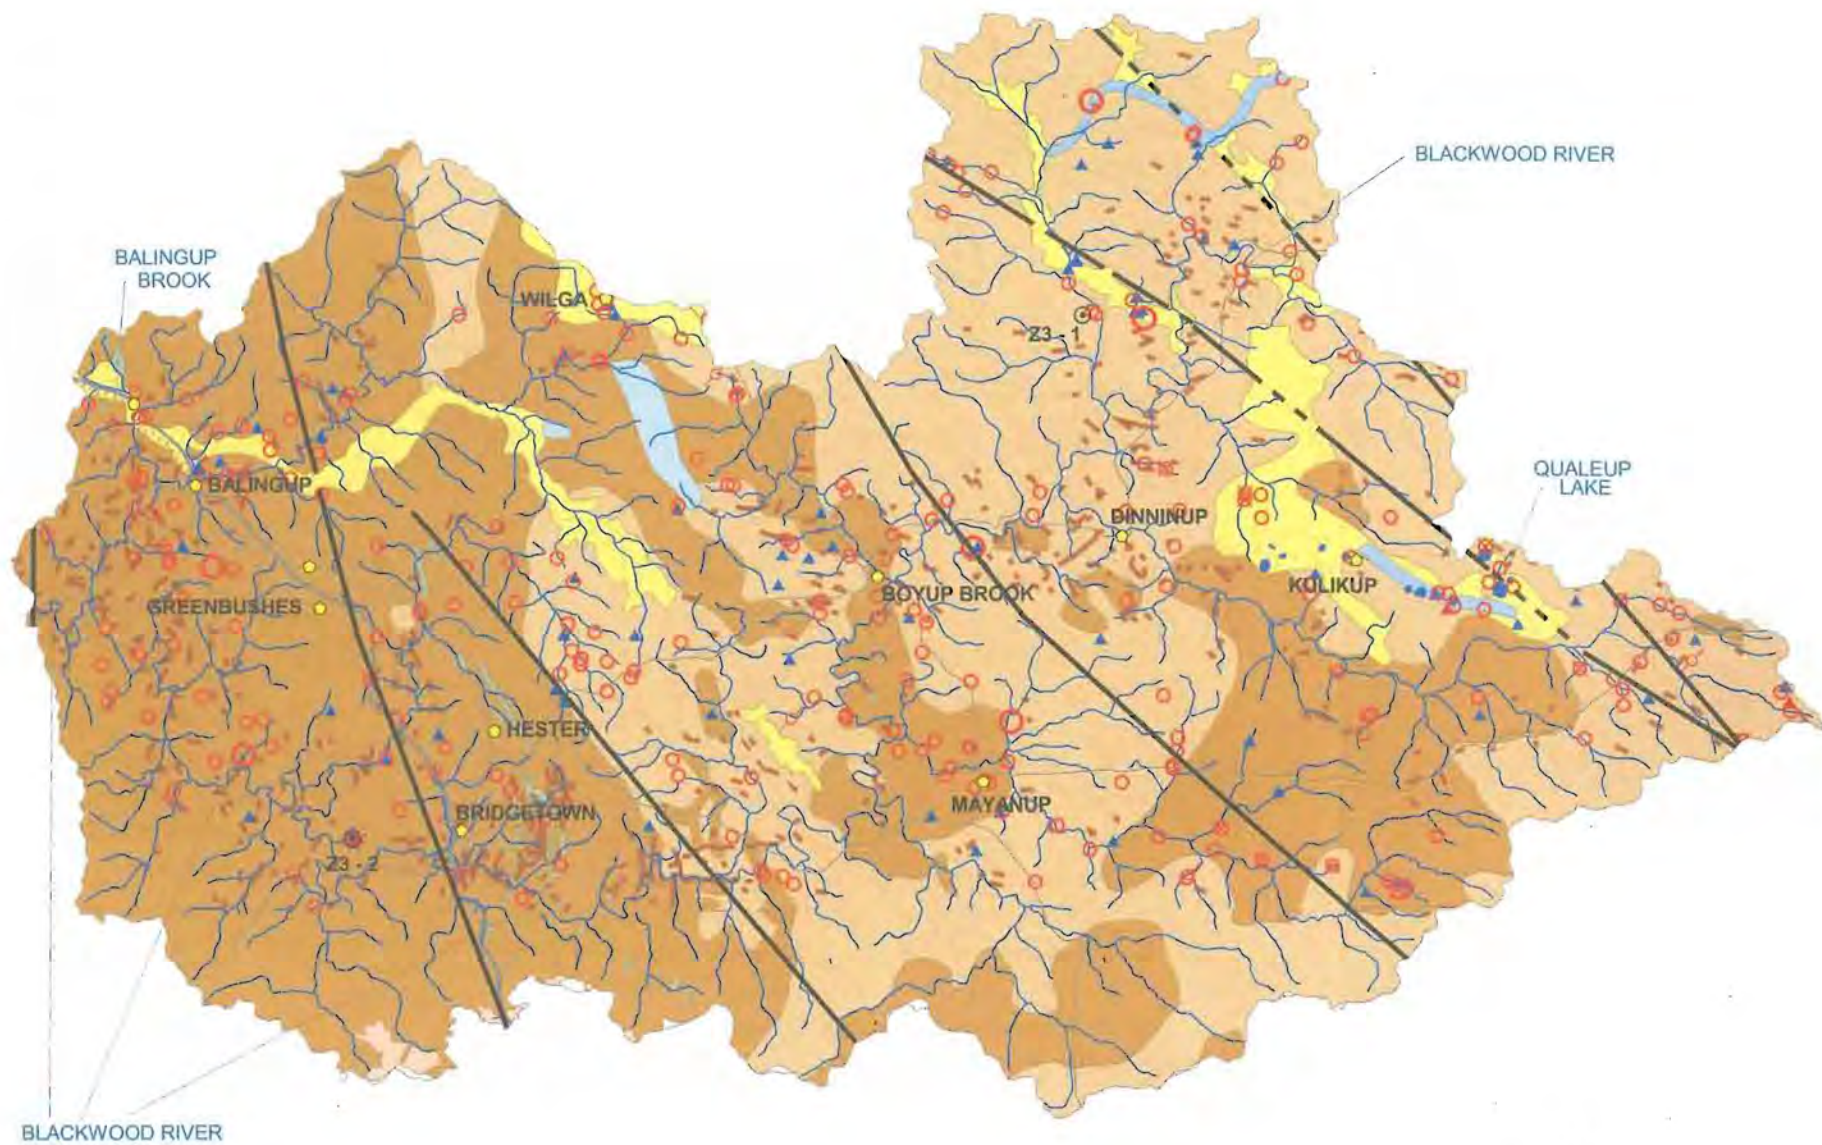 BLACKWOOD RIVER
BALINGUP
BROOK
WILGA
Z3 - 1
QUALEUP
LAKE
BALINGUP
DINNINUP
KULIKUP
BOYUP BROOK
GREENBUSHES
HESTER
MAYANUP
BRIDGETOWN
Z3 - 2
BLACKWOOD RIVER